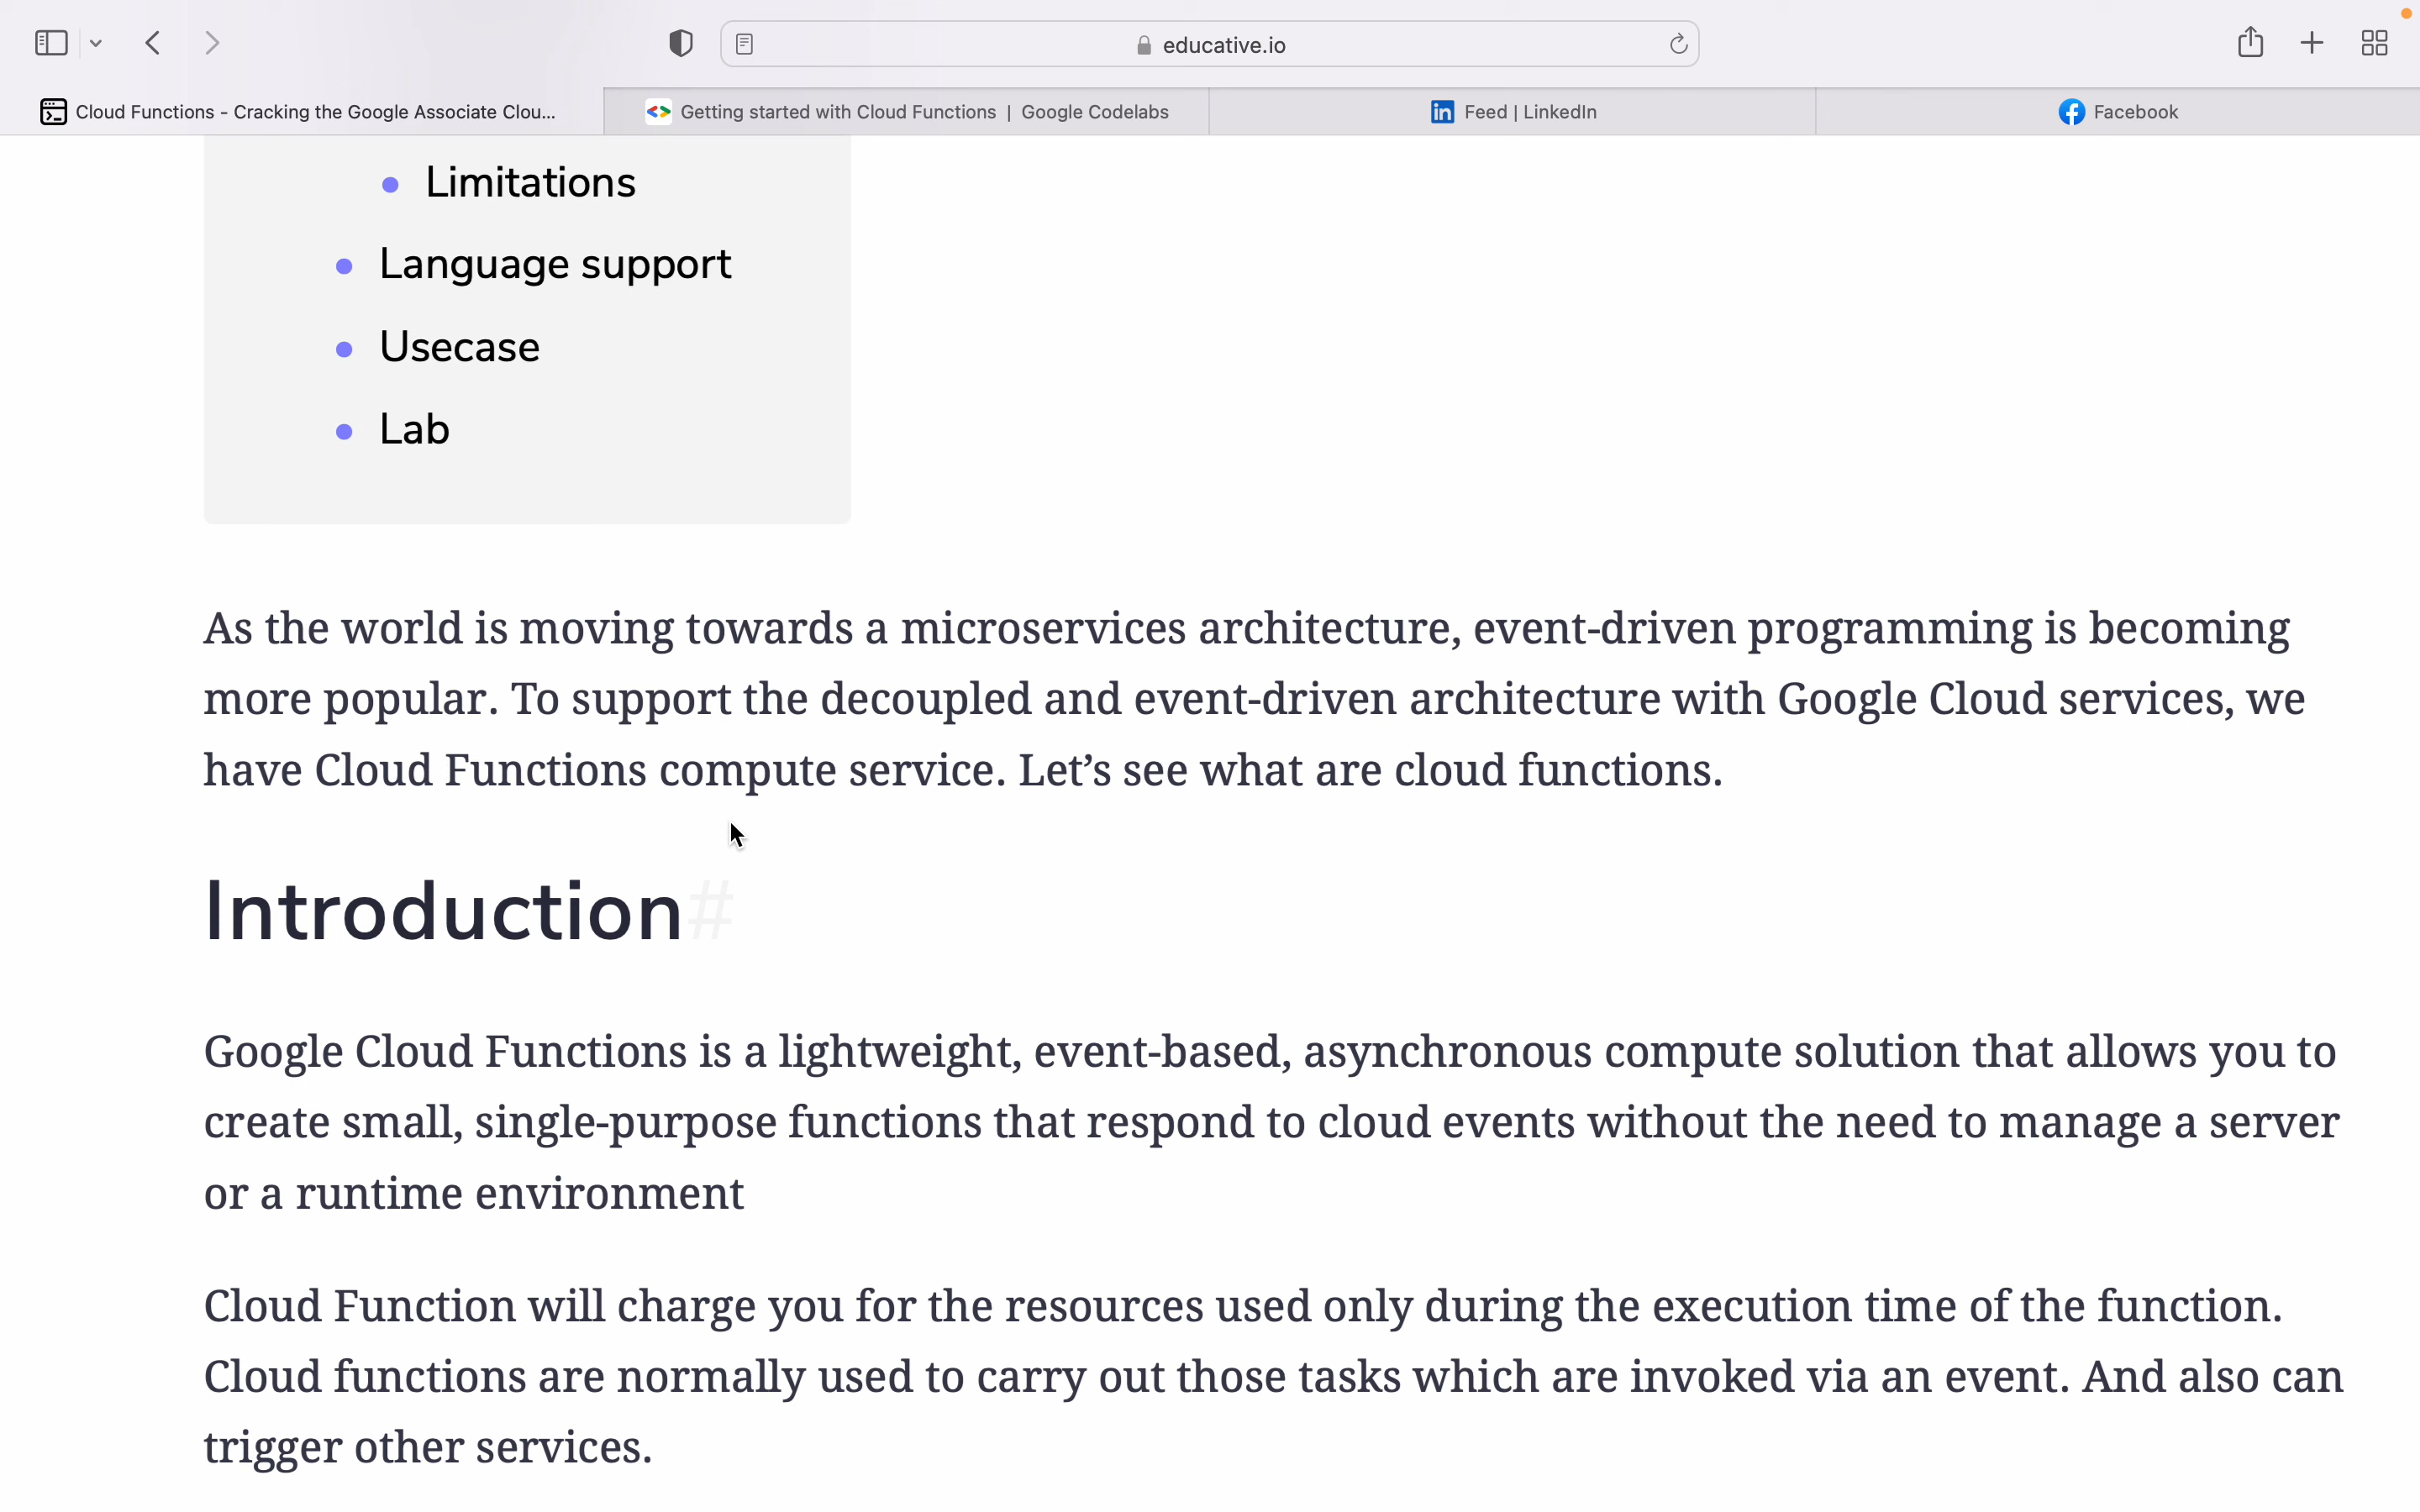 educative.io
Cloud Functions - Cracking the Google Associate Clou...
Getting started with Cloud Functions | Google Codelabs
Feed | LinkedIn
Facebook
Limitations
Language support
Usecase
Lab
As the world is moving towards a microservices architecture, event-driven programming is becoming
more popular. To support the decoupled and event-driven architecture with Google Cloud services, we
have Cloud Functions compute service. Let’s see what are cloud functions.
Introduction#
Google Cloud Functions is a lightweight, event-based, asynchronous compute solution that allows you to
create small, single-purpose functions that respond to cloud events without the need to manage a server
or a runtime environment
Cloud Function will charge you for the resources used only during the execution time of the function.
Cloud functions are normally used to carry out those tasks which are invoked via an event. And also can
trigger other services.